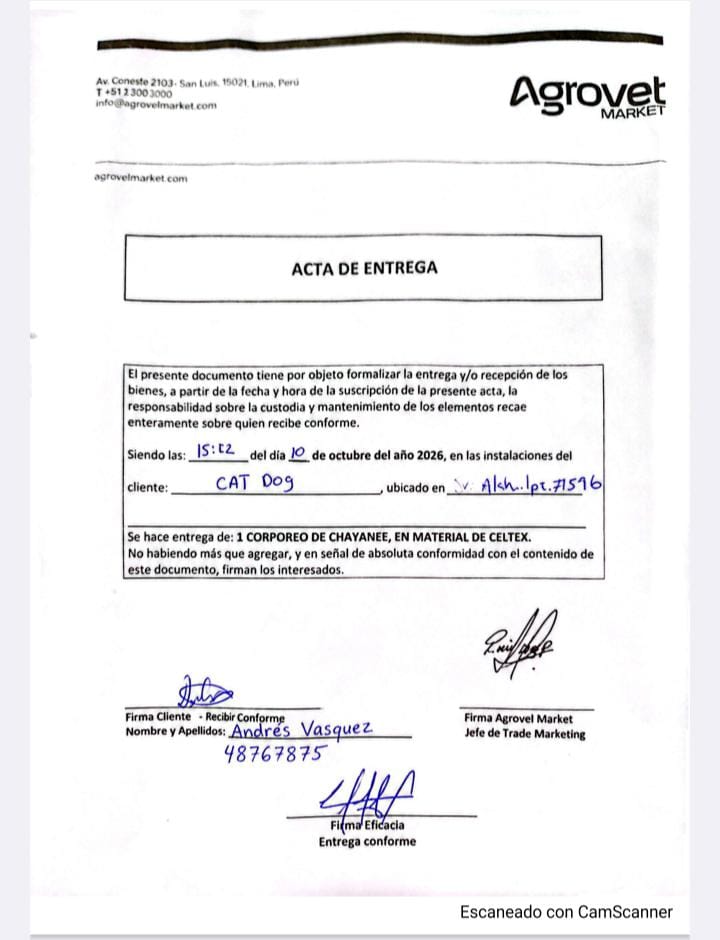 Av. Coneste 2103- San Luis, 15021, Lima, Perú
T +51 2 300 3000
info@agrovelmarket.com
Agrovet
MARKET
agrovelmarket.com
ACTA DE ENTREGA
El presente documento tiene por objeto formalizar la entrega y/o recepción de los
bienes, a partir de la fecha y hora de la suscripción de la presente acta, la
responsabilidad sobre la custodia y mantenimiento de los elementos recae
enteramente sobre quien recibe conforme.
Siendo las: del día 10 de octubre del año 2026, en las instalaciones del
cliente: CAT Dog, ubicado en
Se hace entrega de: 1 CORPOREO DE CHAYANEE, EN MATERIAL DE CELTEX.
No habiendo más que agregar, y en señal de absoluta conformidad con el contenido de
este documento, firman los interesados.
Firma Cliente - Recibir Conforme
Nombre y Apellidos: Andrés Vasquez
48767875
Firma Agrovel Market
Jefe de Trade Marketing
Firma Eficacia
Entrega conforme
Escaneado con CamScanner